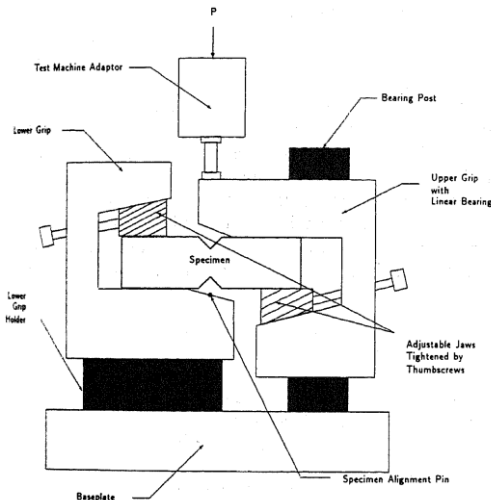 P
Test Machine Adaptor
Bearing Post
Lower Grip
Upper Grip
with
Linear Bearing
Specimen
Lower
Grip
Holder
Adjustable Jaws
Tightened by
Thumbscrews
Specimen Alignment Pin
Baseplate